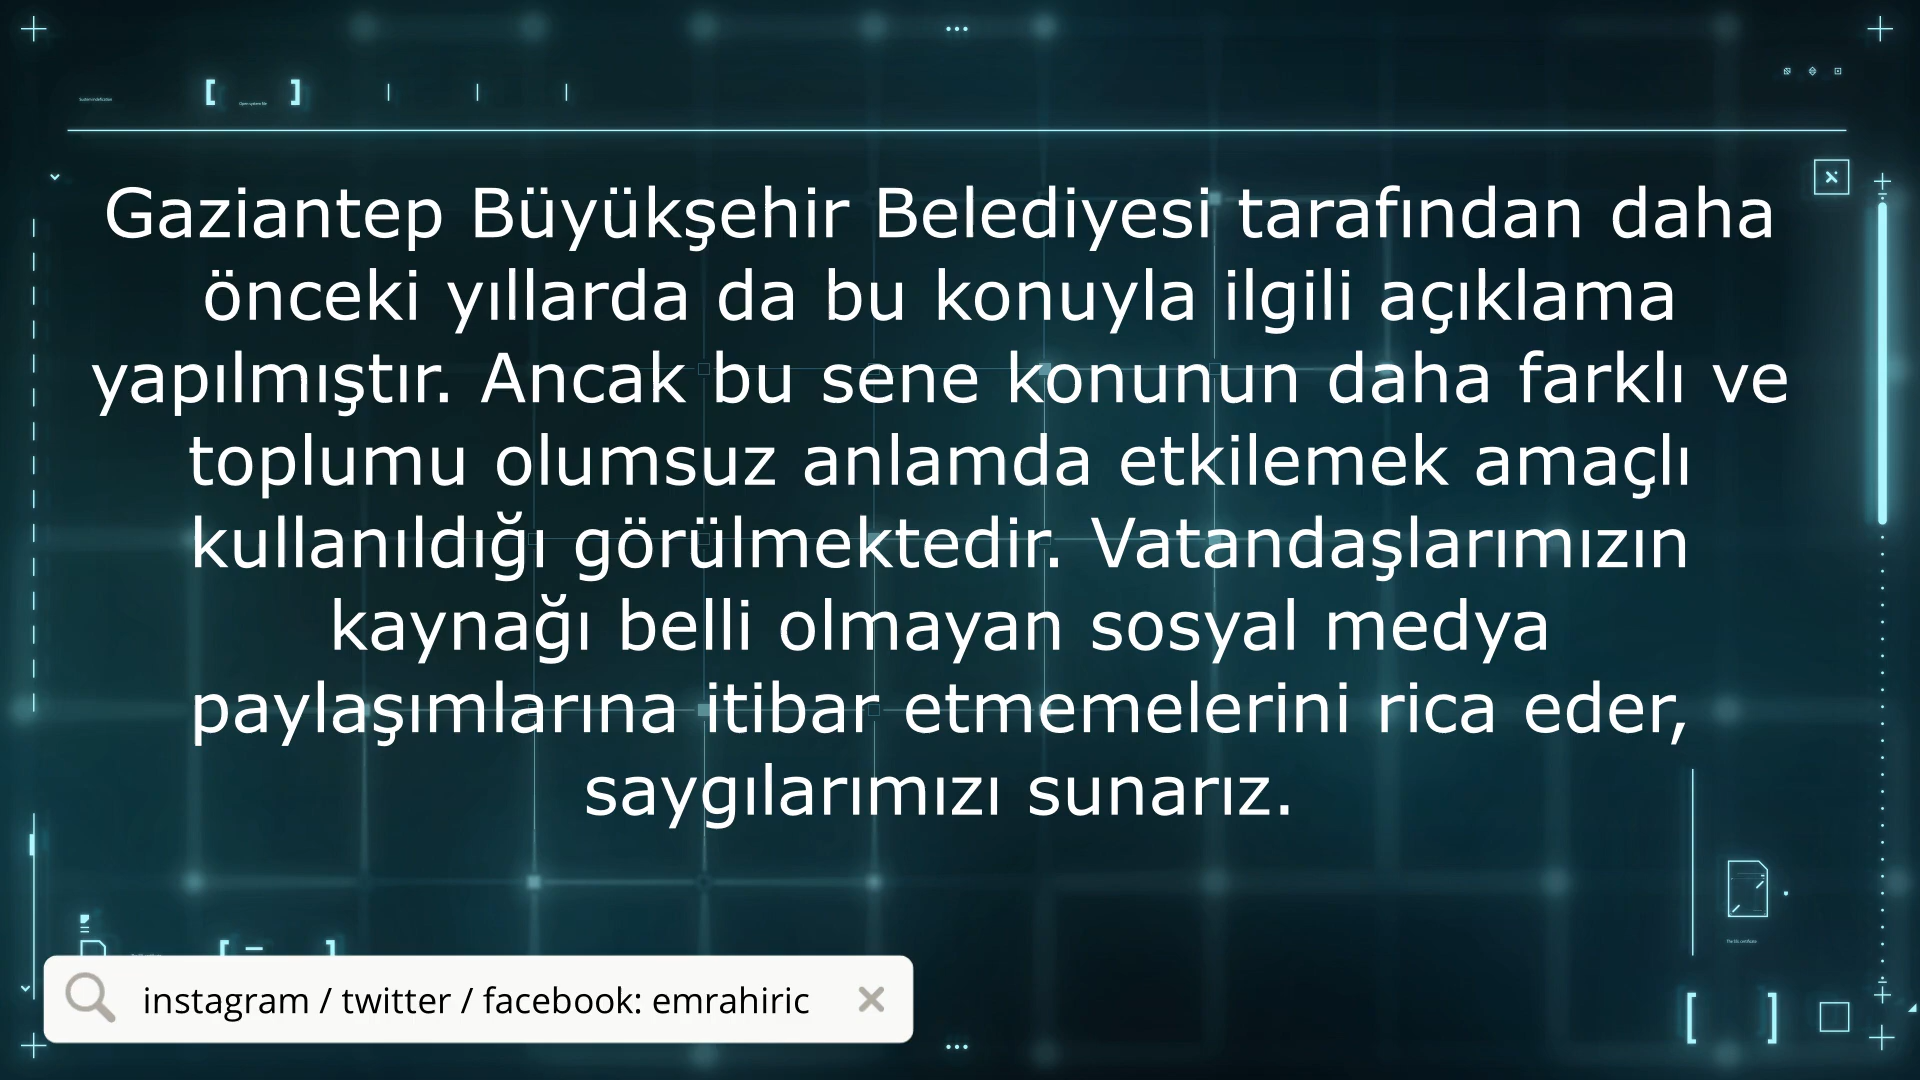 Gaziantep Büyükşehir Belediyesi tarafından daha
önceki yıllarda da bu konuyla ilgili açıklama
yapılmıştır. Ancak bu sene konunun daha farklı ve
toplumu olumsuz anlamda etkilemek amaçlı
kullanıldığı görülmektedir. Vatandaşlarımızın
kaynağı belli olmayan sosyal medya
paylaşımlarına itibar etmemelerini rica eder,
saygılarımızı sunarız.
instagram / twitter / facebook: emrahiric